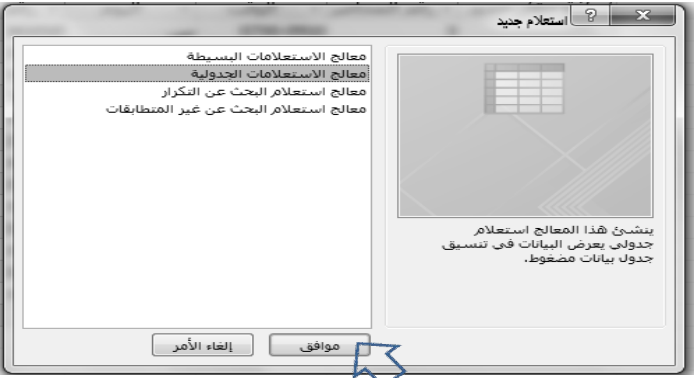 استعلام جديد
معالج الاستعلامات البسيطة
معالج الاستعلامات الجدولية
معالج استعلام البحث عن التكرار
معالج استعلام البحث عن غير المتطابقات
ينشئ هذا المعالج استعلام
جدولي يعرض البيانات في تنسيق
جدول بيانات مضغوط.
موافق
إلغاء الأمر